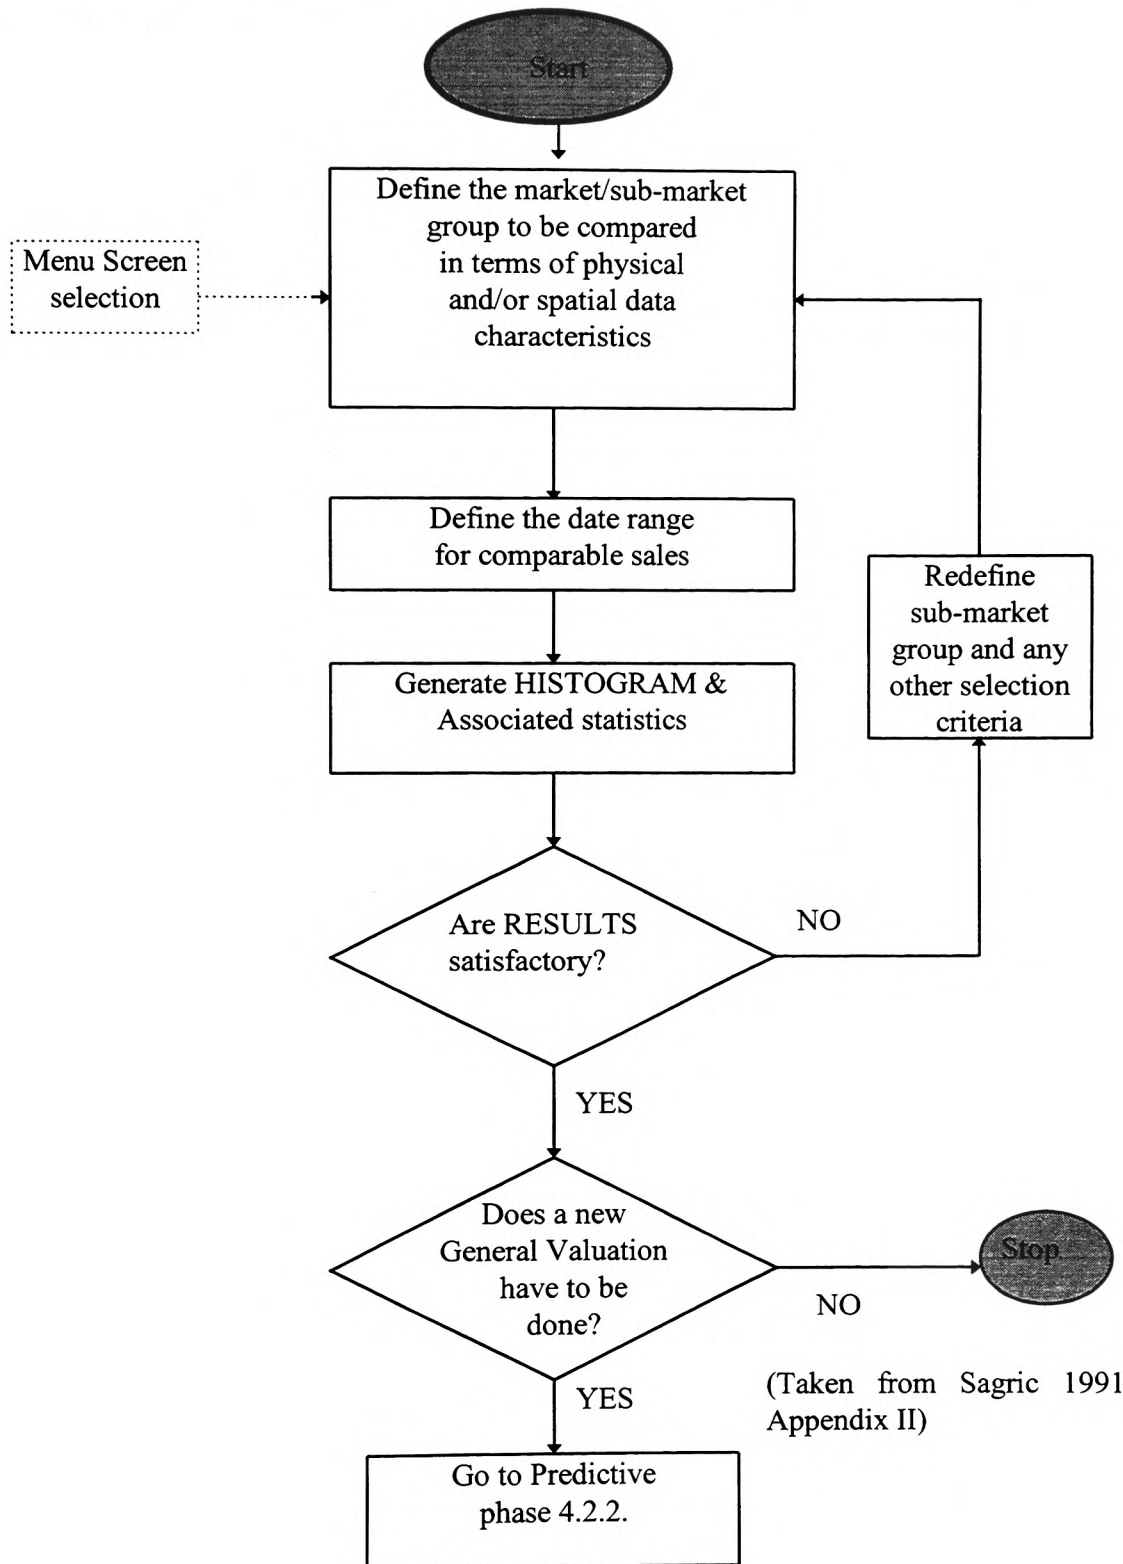 Start
Define the market/sub-market
group to be compared
in terms of physical
and/or spatial data
characteristics
Menu Screen
selection
Define the date range
for comparable sales
Redefine
sub-market
group and any
other selection
criteria
Generate HISTOGRAM &
Associated statistics
Are RESULTS
satisfactory?
NO
YES
Does a new
General Valuation
have to be
done?
Stop
NO
YES
(Taken from Sagric 1991
Appendix II)
Go to Predictive
phase 4.2.2.